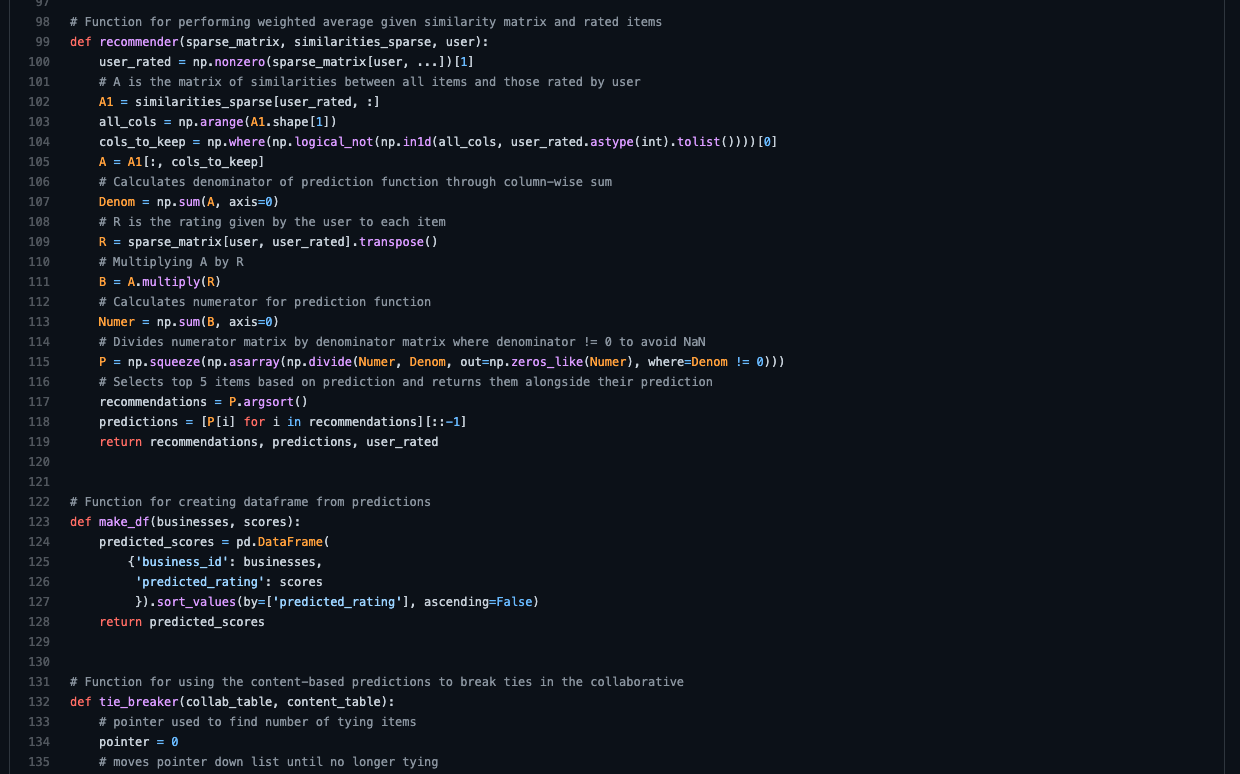 97
98 # Function for performing weighted average given similarity matrix and rated items
99 def recommender(sparse_matrix, similarities_sparse, user):
100     user_rated = np.nonzero(sparse_matrix[user, ...])[1]
101     # A is the matrix of similarities between all items and those rated by user
102     A1 = similarities_sparse[user_rated, :]
103     all_cols = np.arange(A1.shape[1])
104     cols_to_keep = np.where(np.logical_not(np.in1d(all_cols, user_rated.astype(int).tolist())))[0]
105     A = A1[:, cols_to_keep]
106     # Calculates denominator of prediction function through column-wise sum
107     Denom = np.sum(A, axis=0)
108     # R is the rating given by the user to each item
109     R = sparse_matrix[user, user_rated].transpose()
110     # Multiplying A by R
111     B = A.multiply(R)
112     # Calculates numerator for prediction function
113     Numer = np.sum(B, axis=0)
114     # Divides numerator matrix by denominator matrix where denominator != 0 to avoid NaN
115     P = np.squeeze(np.asarray(np.divide(Numer, Denom, out=np.zeros_like(Numer), where=Denom != 0)))
116     # Selects top 5 items based on prediction and returns them alongside their prediction
117     recommendations = P.argsort()
118     predictions = [P[i] for i in recommendations][::-1]
119     return recommendations, predictions, user_rated
120
121
122 # Function for creating dataframe from predictions
123 def make_df(businesses, scores):
124     predicted_scores = pd.DataFrame(
125         {'business_id': businesses,
126          'predicted_rating': scores
127          }).sort_values(by=['predicted_rating'], ascending=False)
128     return predicted_scores
129
130
131 # Function for using the content-based predictions to break ties in the collaborative
132 def tie_breaker(collab_table, content_table):
133     # pointer used to find number of tying items
134     pointer = 0
135     # moves pointer down list until no longer tying